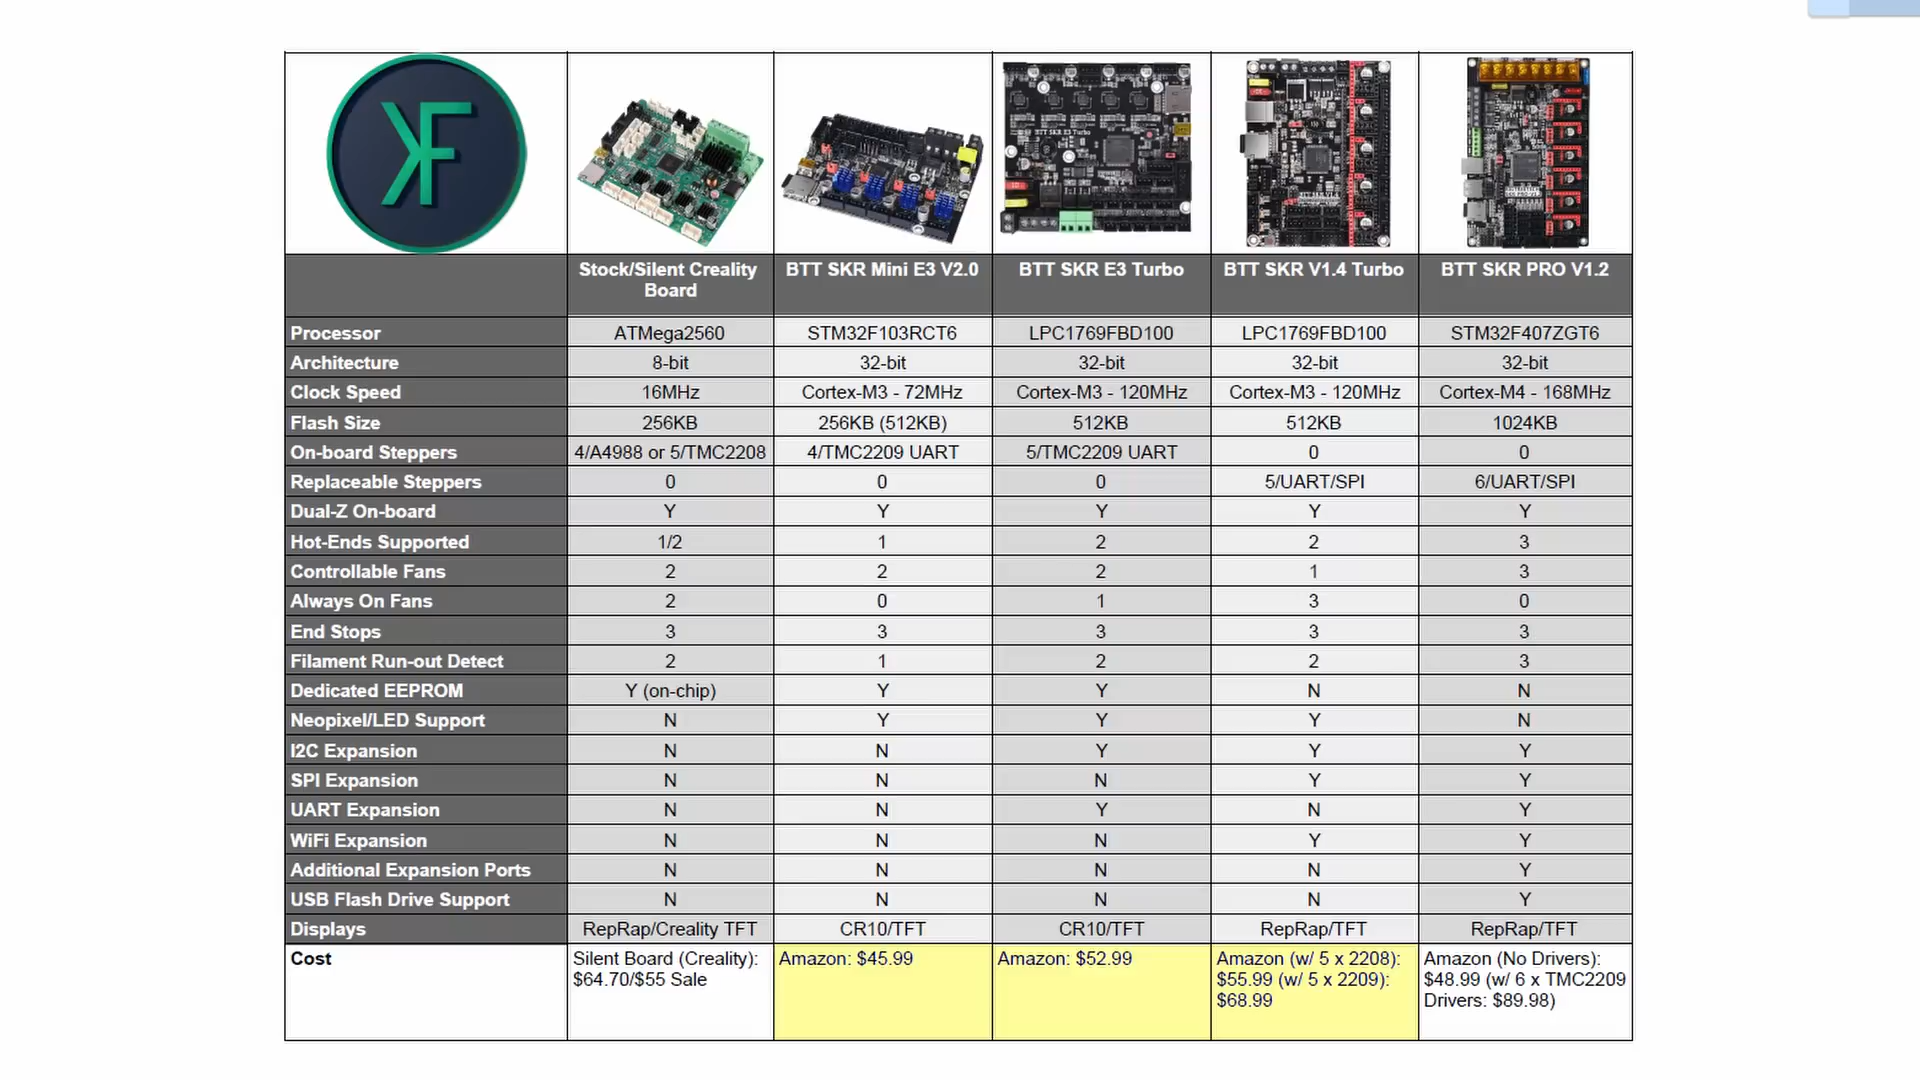 KF
BTT SKR E3 Turbo
Stock/Silent Creality Board BTT SKR Mini E3 V2.0 BTT SKR E3 Turbo BTT SKR V1.4 Turbo BTT SKR PRO V1.2
Processor ATMega2560 STM32F103RCT6 LPC1769FBD100 LPC1769FBD100 STM32F407ZGT6
Architecture 8-bit 32-bit 32-bit 32-bit 32-bit
Clock Speed 16MHz Cortex-M3 - 72MHz Cortex-M3 - 120MHz Cortex-M3 - 120MHz Cortex-M4 - 168MHz
Flash Size 256KB 256KB (512KB) 512KB 512KB 1024KB
On-board Steppers 4/A4988 or 5/TMC2208 4/TMC2209 UART 5/TMC2209 UART 0 0
Replaceable Steppers 0 0 0 5/UART/SPI 6/UART/SPI
Dual-Z On-board Y Y Y Y Y
Hot-Ends Supported 1/2 1 2 2 3
Controllable Fans 2 2 2 1 3
Always On Fans 2 0 1 3 0
End Stops 3 3 3 3 3
Filament Run-out Detect 2 1 2 2 3
Dedicated EEPROM Y (on-chip) Y Y N N
Neopixel/LED Support N Y Y Y N
I2C Expansion N N Y Y Y
SPI Expansion N N N Y Y
UART Expansion N N Y N Y
WiFi Expansion N N N Y Y
Additional Expansion Ports N N N N Y
USB Flash Drive Support N N N N Y
Displays RepRap/Creality TFT CR10/TFT CR10/TFT RepRap/TFT RepRap/TFT
Cost Silent Board (Creality): Amazon: $45.99 Amazon: $52.99 Amazon (w/ 5 x 2208): Amazon (No Drivers):
$64.70/$55 Sale $55.99 (w/ 5 x 2209): $48.99 (w/ 6 x TMC2209
$68.99 Drivers: $89.98)